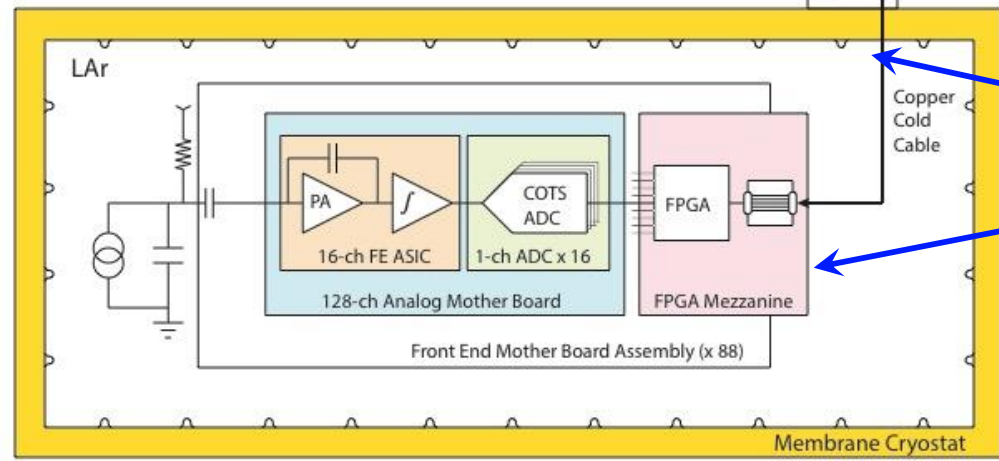 LAr
Copper
Cold
Cable
PA
∫
COTS
ADC
FPGA
16-ch FE ASIC
1-ch ADC x 16
128-ch Analog Mother Board
FPGA Mezzanine
Front End Mother Board Assembly (x 88)
Membrane Cryostat